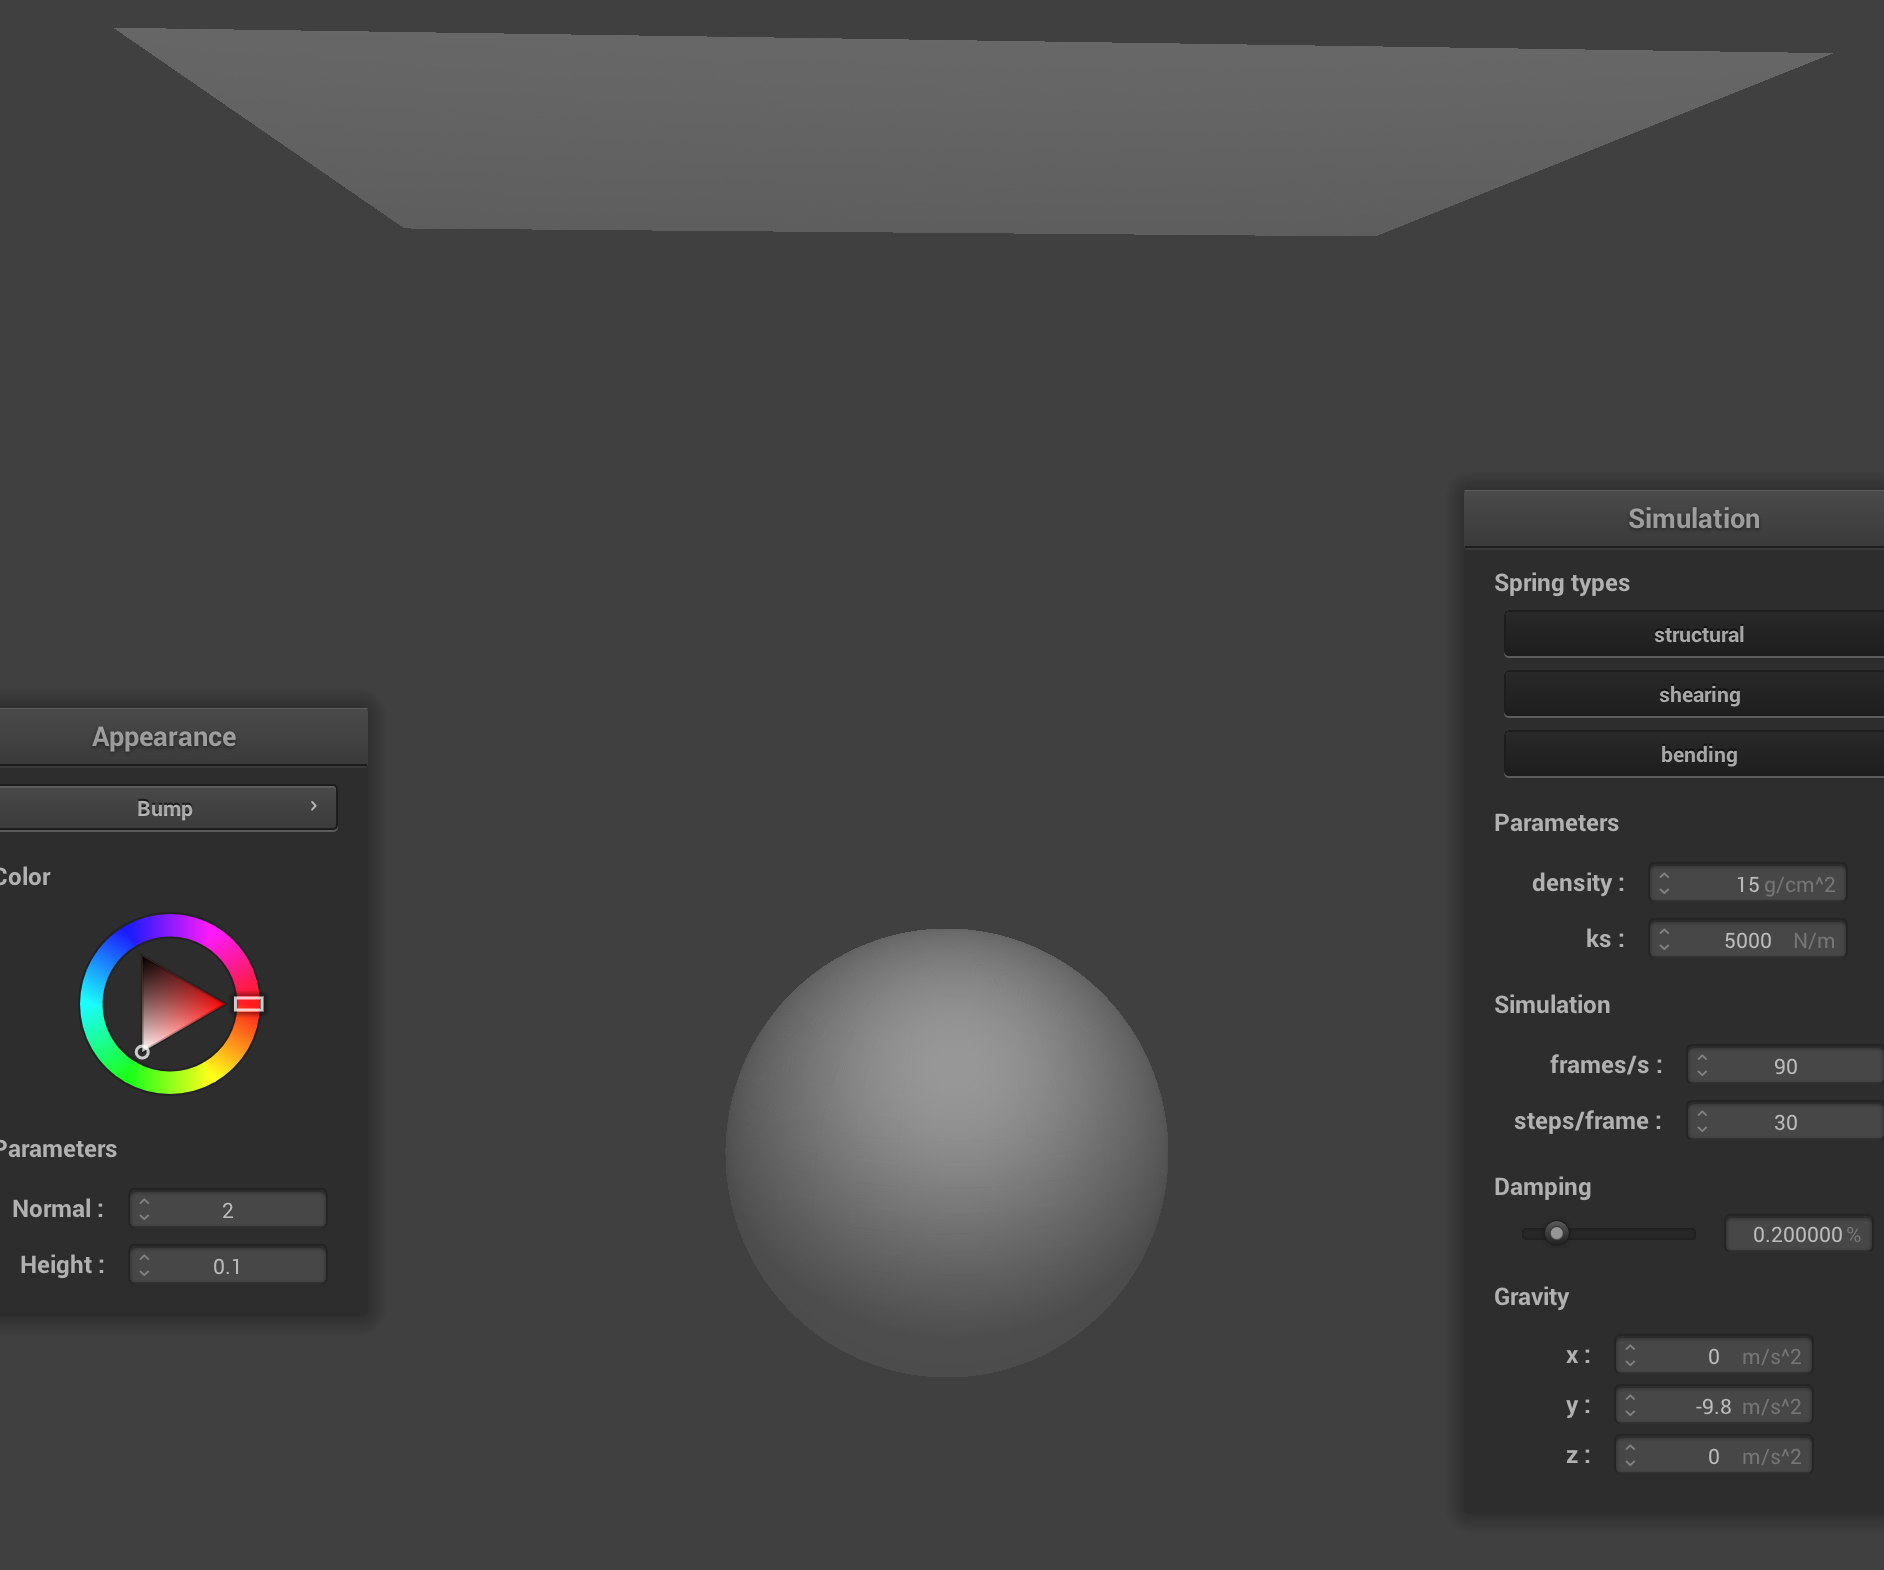 Simulation
Spring types
structural
shearing
bending
Parameters
density : 15 g/cm^2
ks : 5000 N/m
Simulation
frames/s : 90
steps/frame : 30
Damping
0.200000 %
Gravity
x : 0 m/s^2
y : -9.8 m/s^2
z : 0 m/s^2
Appearance
Bump
Color
Parameters
Normal : 2
Height : 0.1